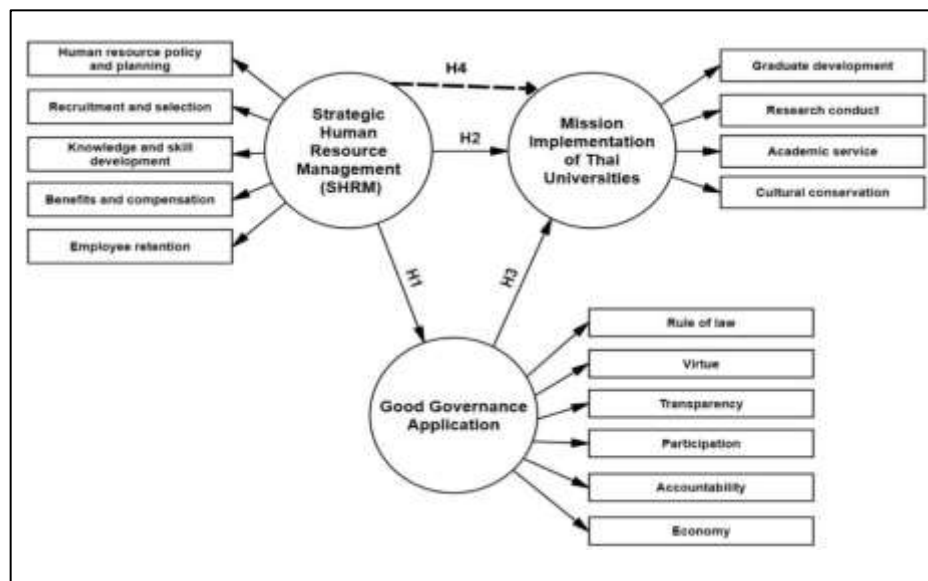 Human resource policy
and planning
Recruitment and selection
Knowledge and skill
development
Benefits and compensation
Employee retention
Strategic
Human
Resource
Management
(SHRM)
H4
H2
H1
H3
Mission
Implementation
of Thai
Universities
Graduate development
Research conduct
Academic service
Cultural conservation
Good Governance
Application
Rule of law
Virtue
Transparency
Participation
Accountability
Economy